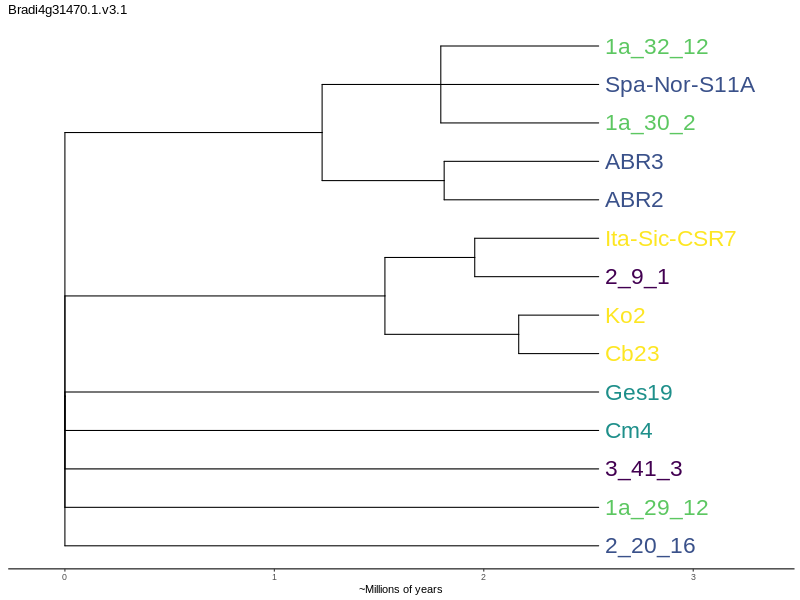 Bradi4g31470.1.v3.1
1a_32_12
Spa-Nor-S11A
1a_30_2
ABR3
ABR2
Ita-Sic-CSR7
2_9_1
Ko2
Cb23
Ges19
Cm4
3_41_3
1a_29_12
2_20_16
0 1 2 3
~Millions of years